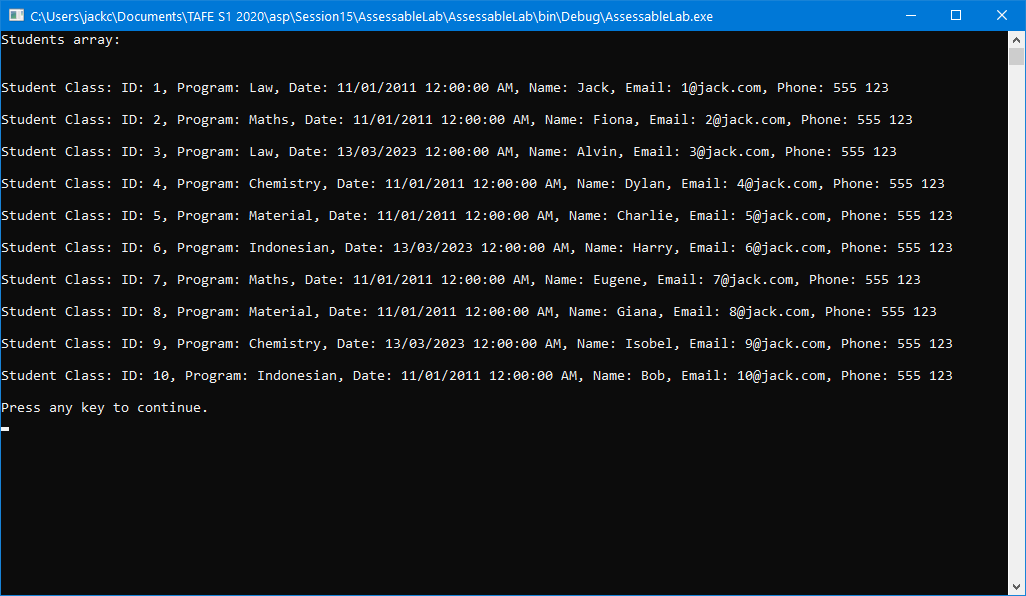 C:\Users\jackc\Documents\TAFE S1 2020\asp\Session15\AssessableLab\AssessableLab\bin\Debug\AssessableLab.exe
Students array:
Student Class: ID: 1, Program: Law, Date: 11/01/2011 12:00:00 AM, Name: Jack, Email: 1@jack.com, Phone: 555 123
Student Class: ID: 2, Program: Maths, Date: 11/01/2011 12:00:00 AM, Name: Fiona, Email: 2@jack.com, Phone: 555 123
Student Class: ID: 3, Program: Law, Date: 13/03/2023 12:00:00 AM, Name: Alvin, Email: 3@jack.com, Phone: 555 123
Student Class: ID: 4, Program: Chemistry, Date: 11/01/2011 12:00:00 AM, Name: Dylan, Email: 4@jack.com, Phone: 555 123
Student Class: ID: 5, Program: Material, Date: 11/01/2011 12:00:00 AM, Name: Charlie, Email: 5@jack.com, Phone: 555 123
Student Class: ID: 6, Program: Indonesian, Date: 13/03/2023 12:00:00 AM, Name: Harry, Email: 6@jack.com, Phone: 555 123
Student Class: ID: 7, Program: Maths, Date: 11/01/2011 12:00:00 AM, Name: Eugene, Email: 7@jack.com, Phone: 555 123
Student Class: ID: 8, Program: Material, Date: 11/01/2011 12:00:00 AM, Name: Giana, Email: 8@jack.com, Phone: 555 123
Student Class: ID: 9, Program: Chemistry, Date: 13/03/2023 12:00:00 AM, Name: Isobel, Email: 9@jack.com, Phone: 555 123
Student Class: ID: 10, Program: Indonesian, Date: 11/01/2011 12:00:00 AM, Name: Bob, Email: 10@jack.com, Phone: 555 123
Press any key to continue.